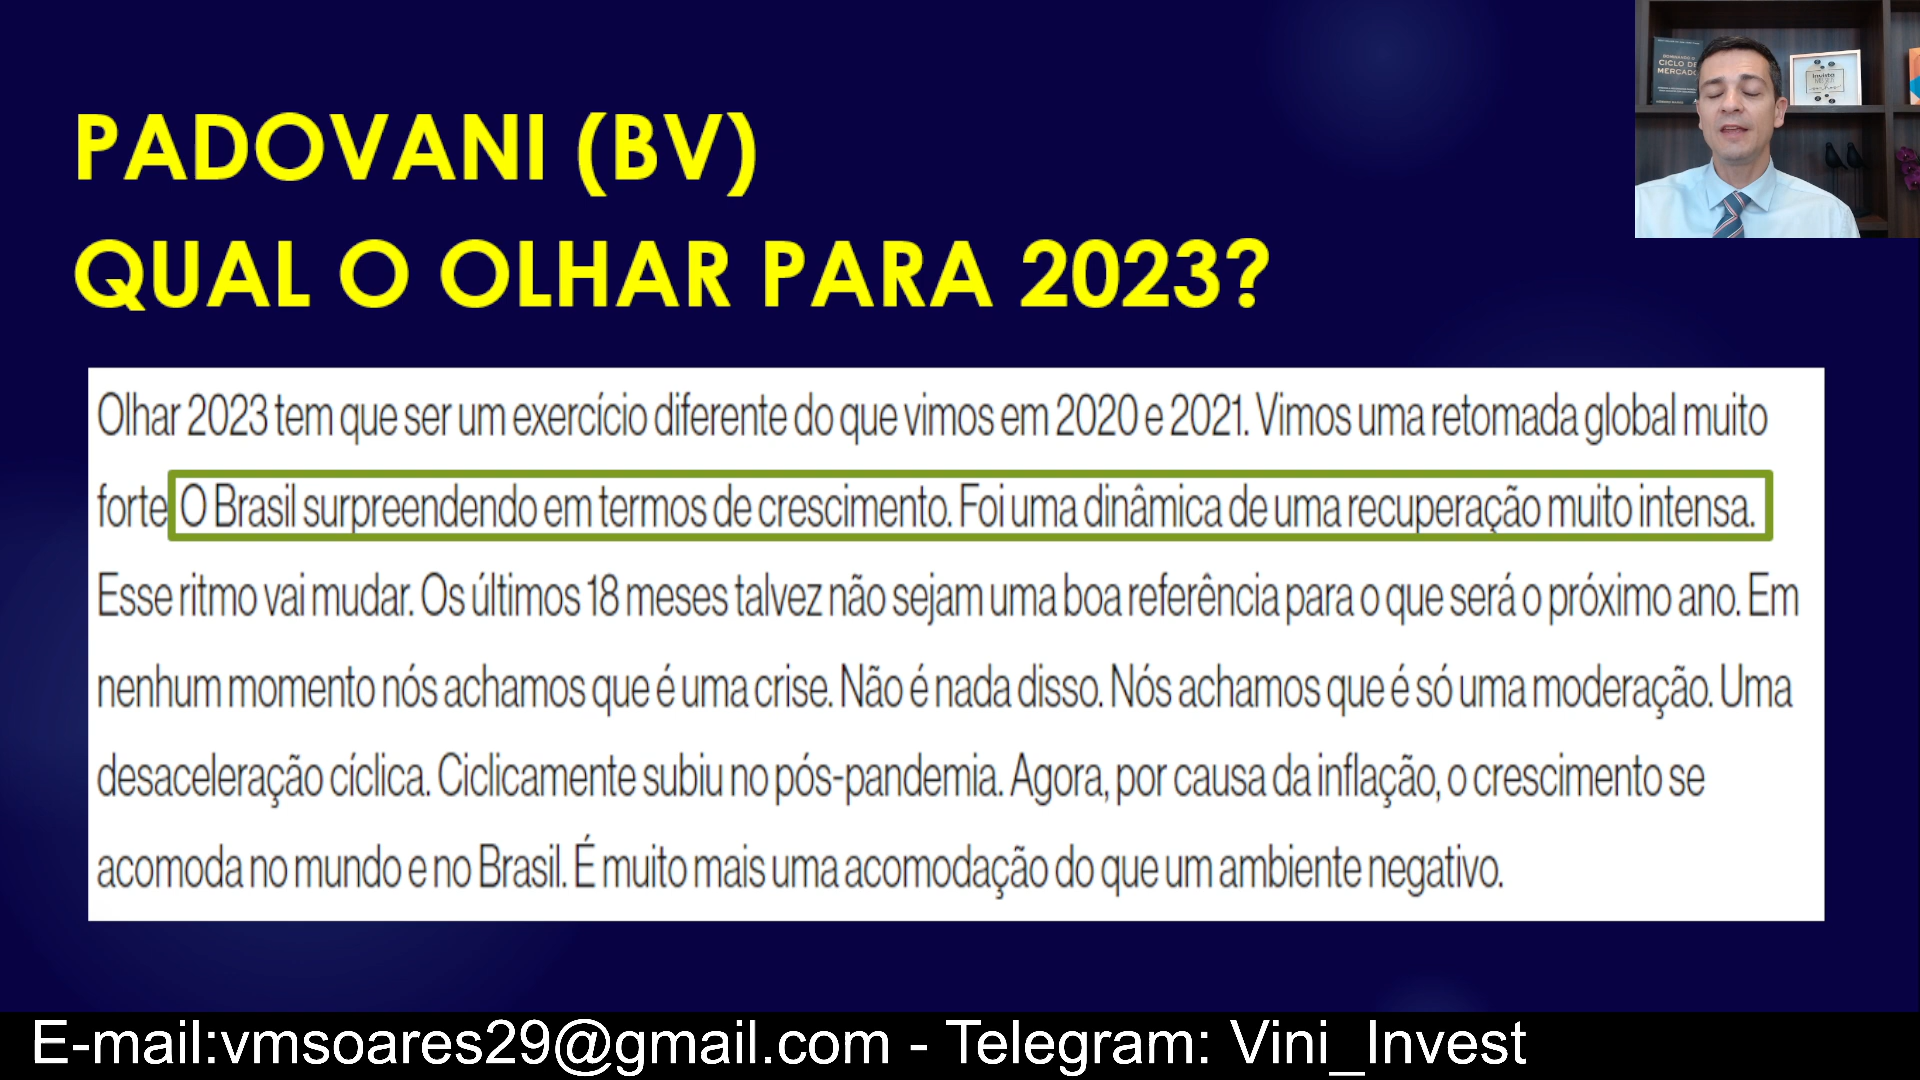 PADOVANI (BV)
QUAL O OLHAR PARA 2023?
CICLO DE
MERCADO
Invista
Olhar 2023 tem que ser um exercício diferente do que vimos em 2020 e 2021. Vimos uma retomada global muito
forte O Brasil surpreendendo em termos de crescimento. Foi uma dinâmica de uma recuperação muito intensa.
Esse ritmo vai mudar. Os últimos 18 meses talvez não sejam uma boa referência para o que será o próximo ano. Em
nenhum momento nós achamos que é uma crise. Não é nada disso. Nós achamos que é só uma moderação. Uma
desaceleração cíclica. Ciclicamente subiu no pós-pandemia. Agora, por causa da inflação, o crescimento se
acomoda no mundo e no Brasil. É muito mais uma acomodação do que um ambiente negativo.
E-mail:vmsoares29@gmail.com - Telegram: Vini_Invest